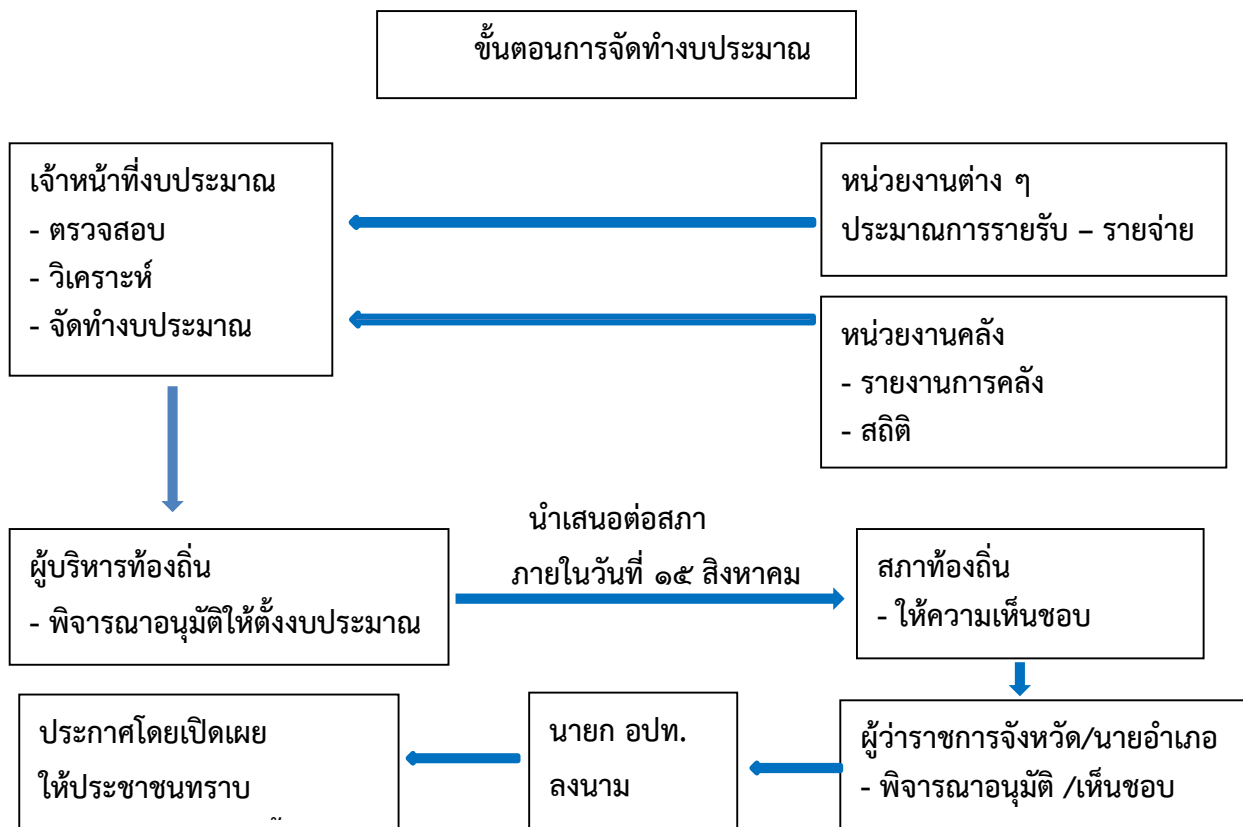 ขั้นตอนการจัดทำงบประมาณ
เจ้าหน้าที่งบประมาณ
- ตรวจสอบ
- วิเคราะห์
- จัดทำงบประมาณ
หน่วยงานต่าง ๆ
ประมาณการรายรับ – รายจ่าย
หน่วยงานคลัง
- รายงานการคลัง
- สถิติ
ผู้บริหารท้องถิ่น
- พิจารณาอนุมัติให้ตั้งงบประมาณ
นำเสนอต่อสภา
ภายในวันที่ ๑๕ สิงหาคม
สภาท้องถิ่น
- ให้ความเห็นชอบ
ผู้ว่าราชการจังหวัด/นายอำเภอ
- พิจารณาอนุมัติ /เห็นชอบ
นายก อปท.
ลงนาม
ประกาศโดยเปิดเผย
ให้ประชาชนทราบ